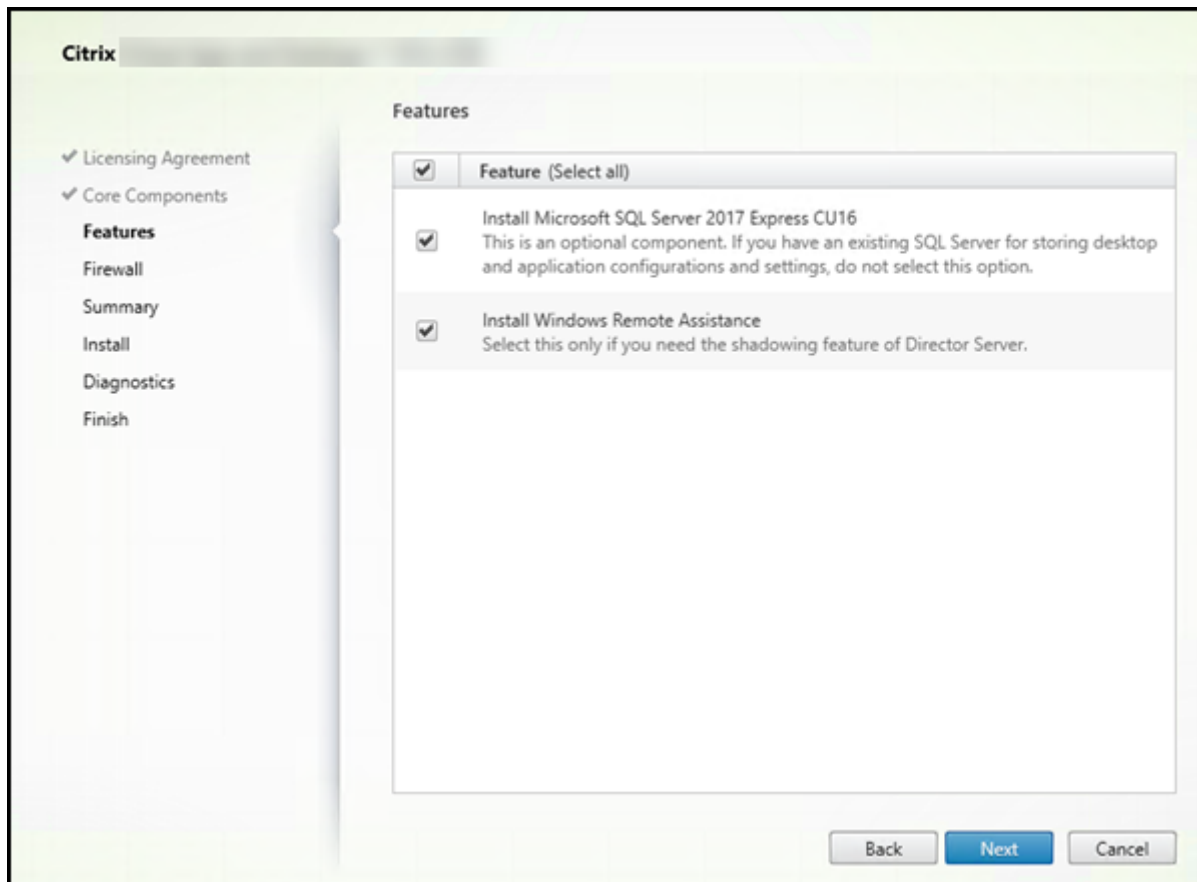 Citrix
Features
Licensing Agreement
Core Components
Features
Firewall
Summary
Install
Diagnostics
Finish
Feature (Select all)
Install Microsoft SQL Server 2017 Express CU16
This is an optional component. If you have an existing SQL Server for storing desktop
and application configurations and settings, do not select this option.
Install Windows Remote Assistance
Select this only if you need the shadowing feature of Director Server.
Back
Next
Cancel